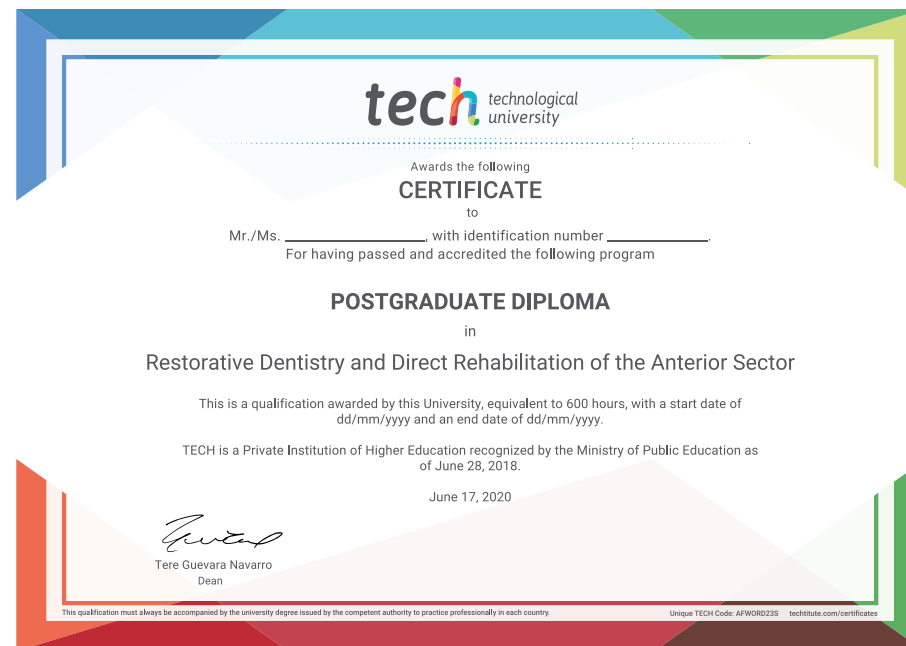 tech technological
university
Awards the following
CERTIFICATE
to
Mr./Ms. ____________________, with identification number ______________.
For having passed and accredited the following program
POSTGRADUATE DIPLOMA
in
Restorative Dentistry and Direct Rehabilitation of the Anterior Sector
This is a qualification awarded by this University, equivalent to 600 hours, with a start date of
dd/mm/yyyy and an end date of dd/mm/yyyy.
TECH is a Private Institution of Higher Education recognized by the Ministry of Public Education as
of June 28, 2018.
June 17, 2020
Tere Guevara Navarro
Dean
This qualification must always be accompanied by the university degree issued by the competent authority to practice professionally in each country.
Unique TECH Code: AFWORD23S techtitute.com/certificates